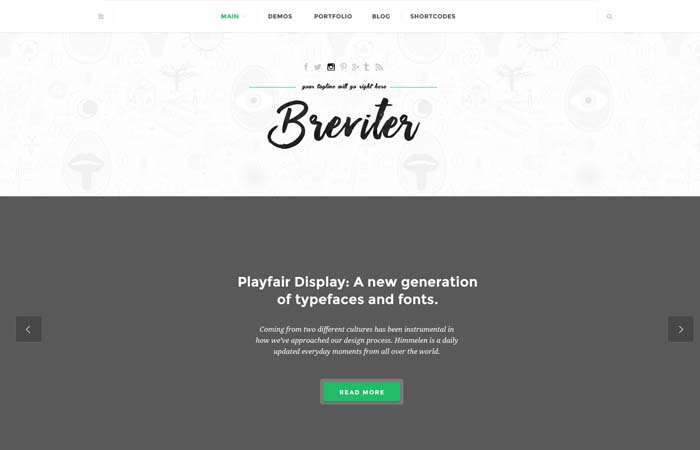 MAIN DEMOS PORTFOLIO BLOG SHORTCODES
your tagline will go right here
Breviter
Playfair Display: A new generation
of typefaces and fonts.
Coming from two different cultures has been instrumental in
how we've approached our design process. Himmelen is a daily
updated everyday moments from all over the world.
READ MORE